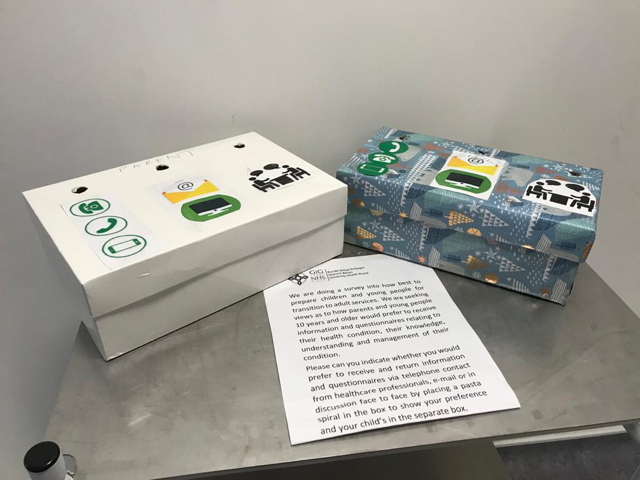 PARENT
@
@
GIG
NHS
We are doing a survey into how best to
prepare children and young people for
transition to adult services. We are seeking
views as to how parents and young people
10 years and older would prefer to receive
information and questionnaires relating to
their health condition, their knowledge,
understanding and management of their
condition.
Please can you indicate whether you would
prefer to receive and return information
and questionnaires via telephone contact
from healthcare professionals, e-mail or in
discussion face to face by placing a pasta
spiral in the box to show your preference
and your child's in the separate box.